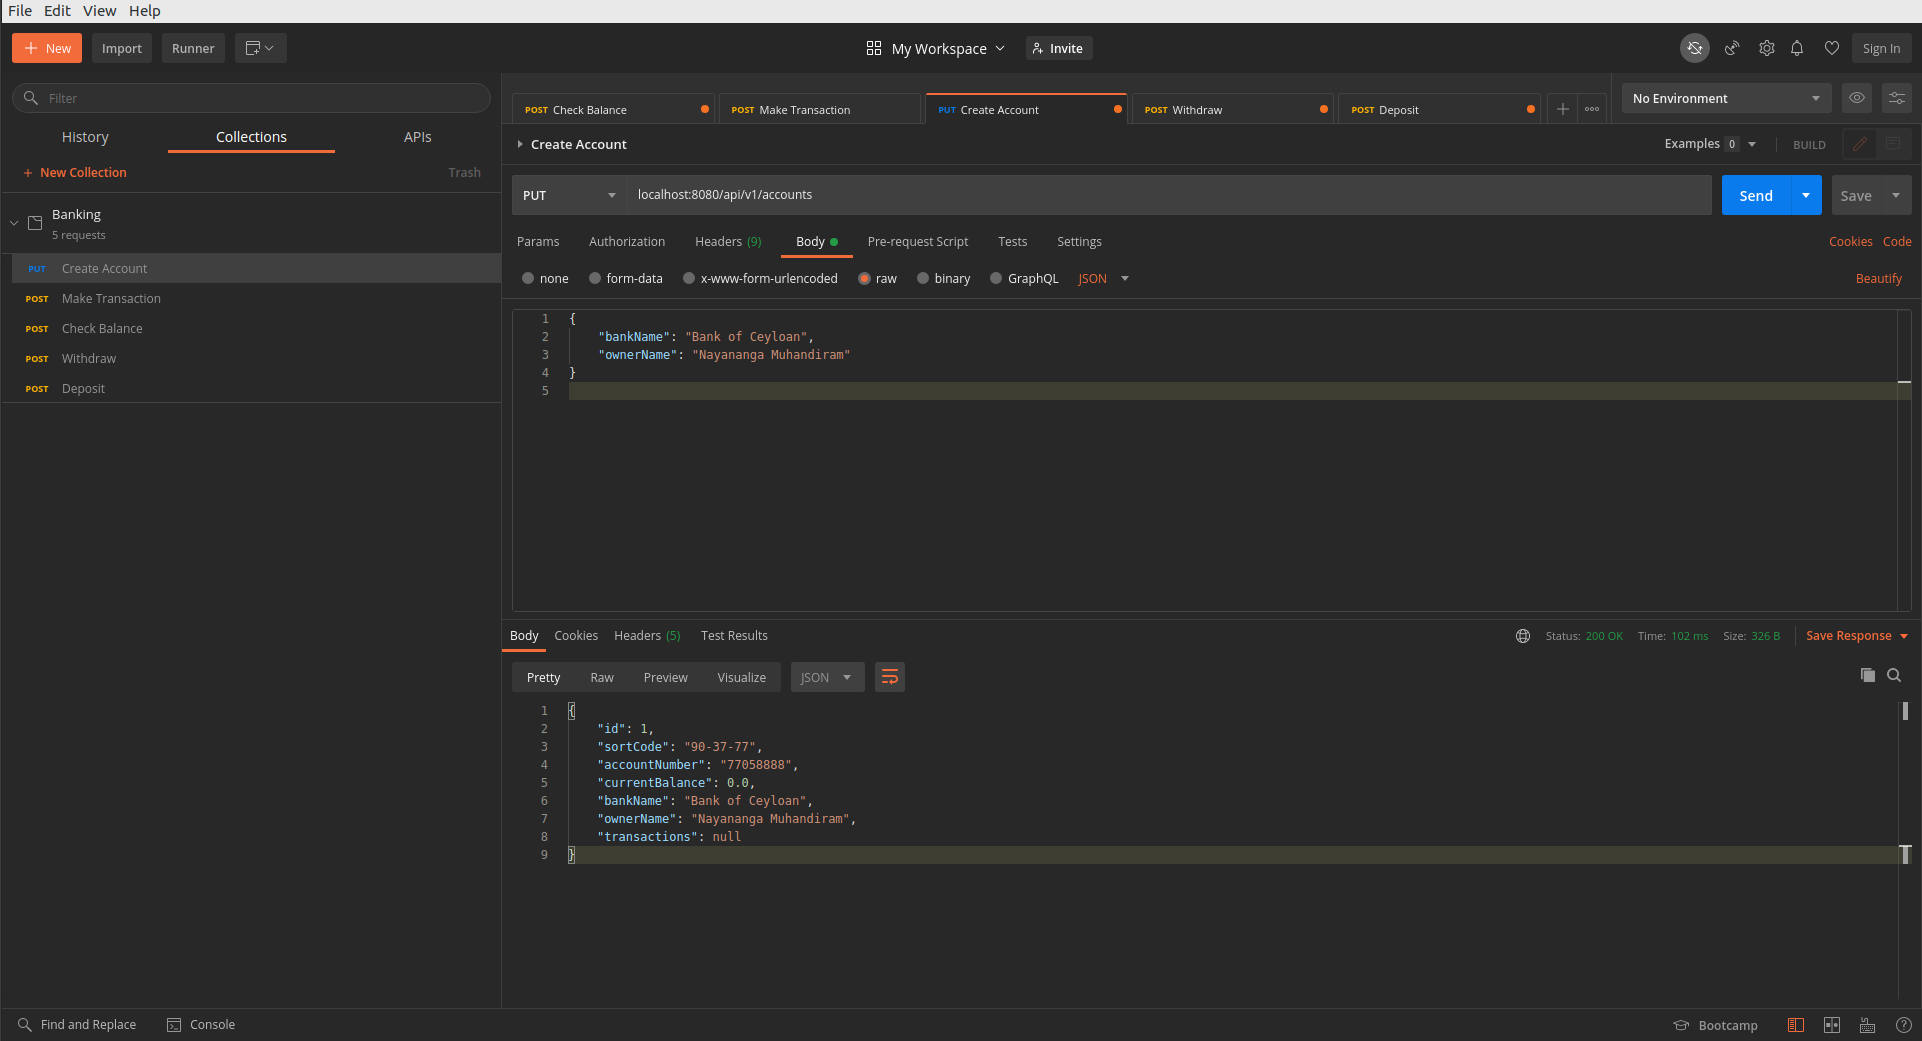 File Edit View Help
New Import Runner My Workspace Invite Sign In
Filter
History Collections APIs
New Collection Trash
Banking
5 requests
PUT Create Account
POST Make Transaction
POST Check Balance
POST Withdraw
POST Deposit
POST Check Balance POST Make Transaction PUT Create Account POST Withdraw POST Deposit No Environment
Create Account Examples 0 BUILD
PUT localhost:8080/api/v1/accounts Send Save
Params Authorization Headers (9) Body Pre-request Script Tests Settings Cookies Code
none form-data x-www-form-urlencoded raw binary GraphQL JSON Beautify
1 {
2 "bankName": "Bank of Ceyloan",
3 "ownerName": "Nayananga Muhandiram"
4 }
5
Body Cookies Headers (5) Test Results Status: 200 OK Time: 102 ms Size: 326 B Save Response
Pretty Raw Preview Visualize JSON
1 {
2 "id": 1,
3 "sortCode": "90-37-77",
4 "accountNumber": "77058888",
5 "currentBalance": 0.0,
6 "bankName": "Bank of Ceyloan",
7 "ownerName": "Nayananga Muhandiram",
8 "transactions": null
9 }
Find and Replace Console Bootcamp